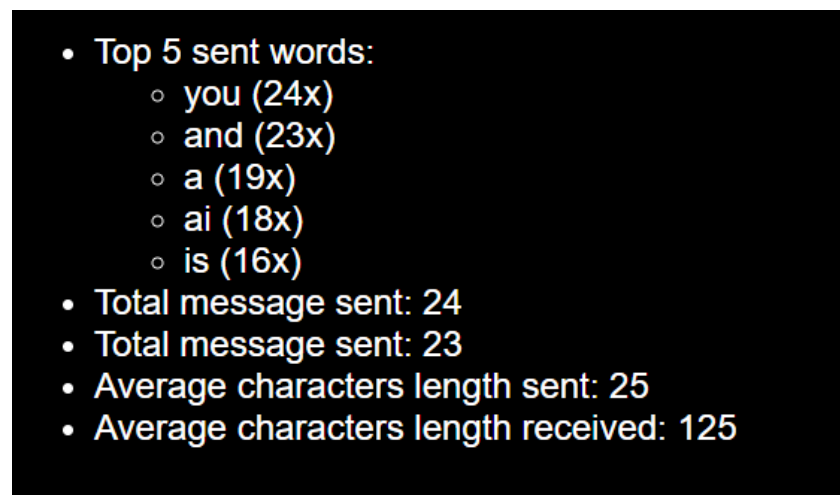 Top 5 sent words:
you (24x)
and (23x)
a (19x)
ai (18x)
is (16x)
Total message sent: 24
Total message sent: 23
Average characters length sent: 25
Average characters length received: 125